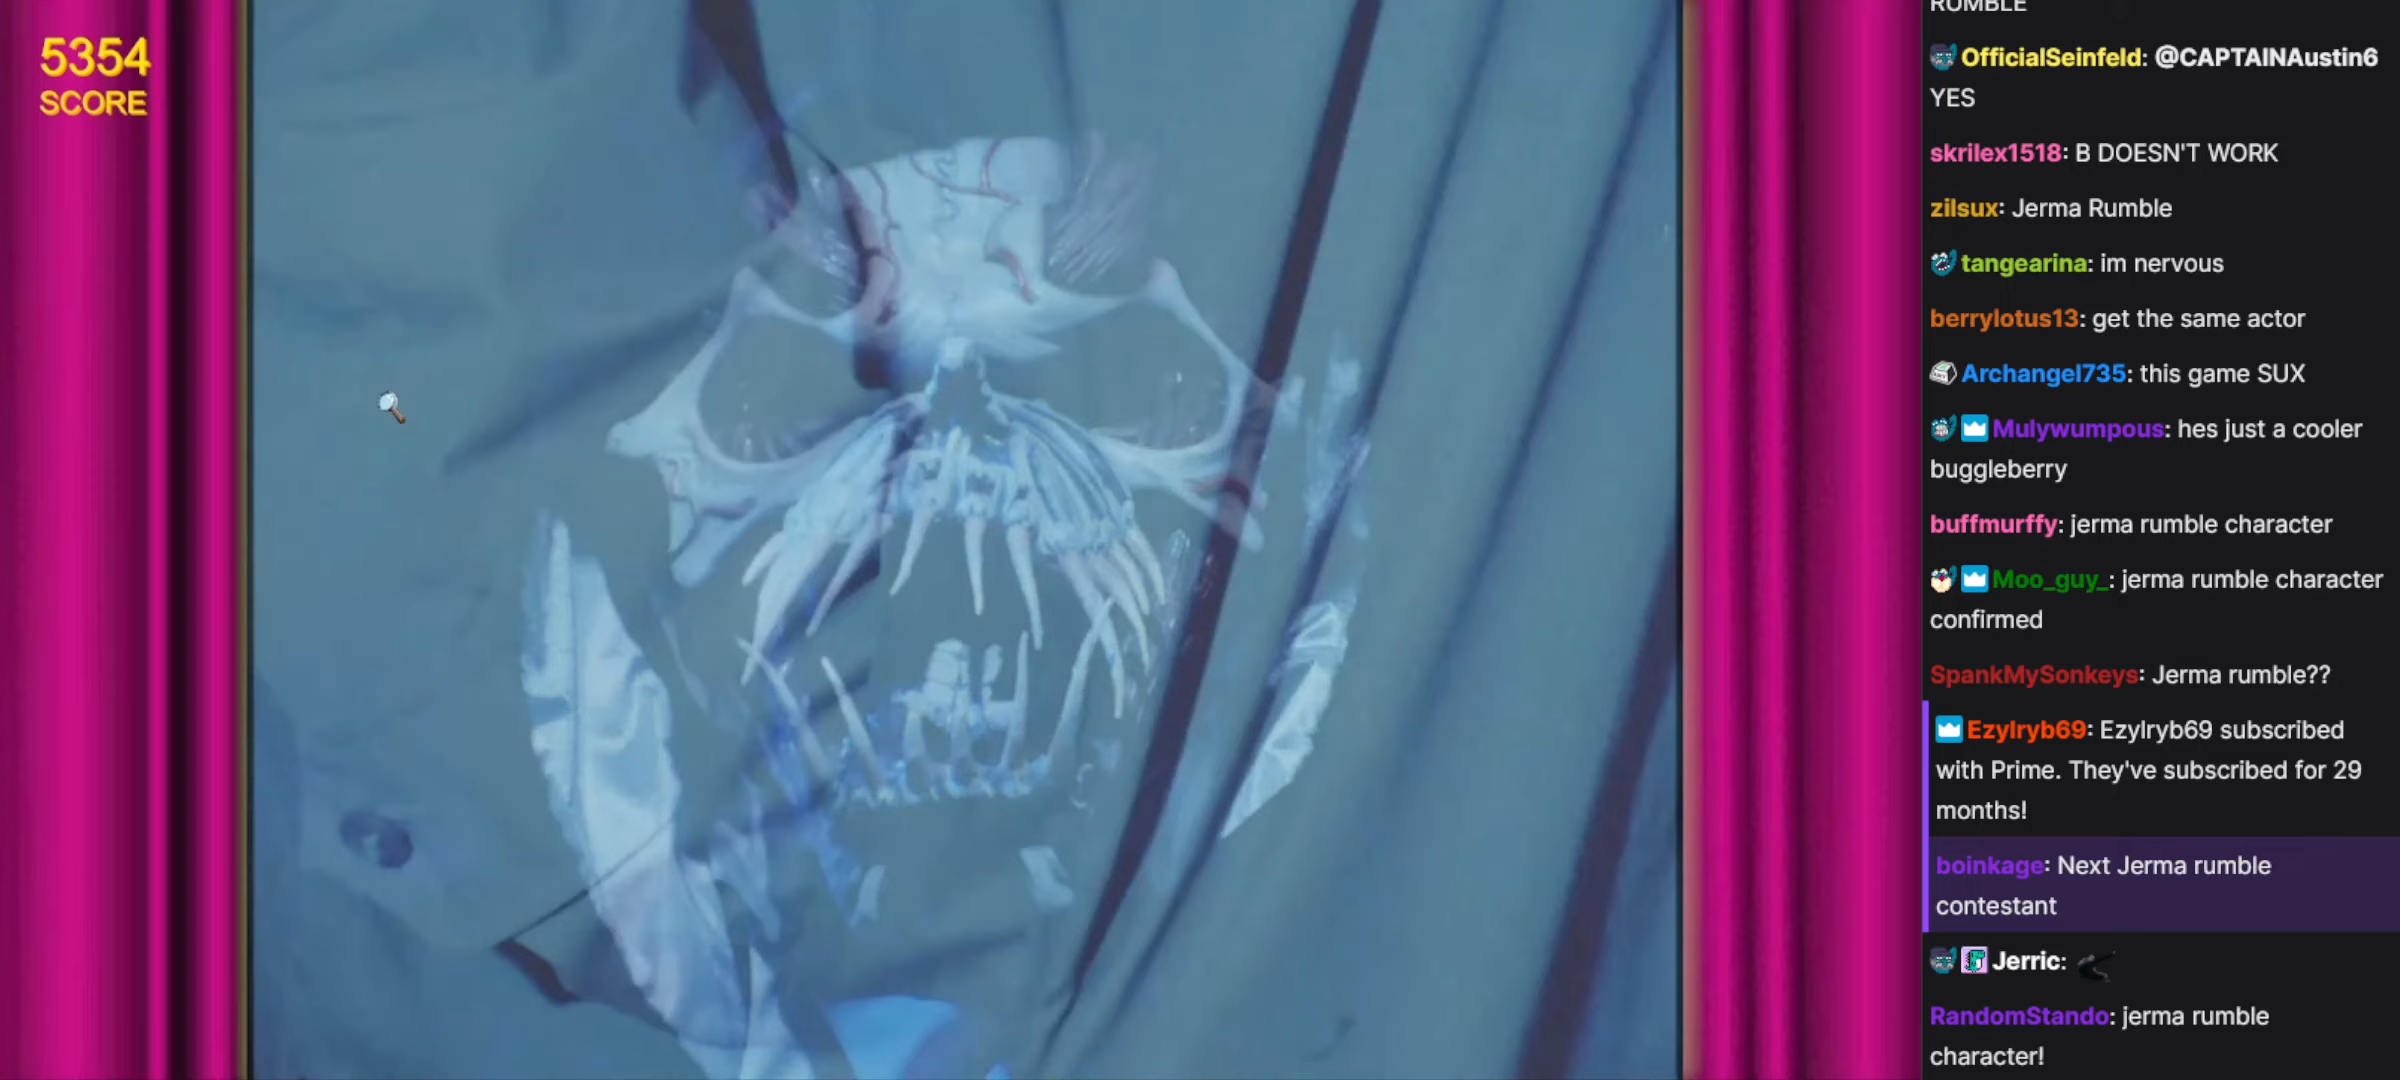 5354
SCORE
RUMBLE
OfficialSeinfeld: @CAPTAINAustin6
YES
skrilex1518: B DOESN'T WORK
zilsux: Jerma Rumble
tangearina: im nervous
berrylotus13: get the same actor
Archangel735: this game SUX
Mulywumpous: hes just a cooler
buggleberry
buffmurffy: jerma rumble character
Moo_guy_: jerma rumble character
confirmed
SpankMySonkeys: Jerma rumble??
Ezylryb69: Ezylryb69 subscribed
with Prime. They've subscribed for 29
months!
boinkage: Next Jerma rumble
contestant
Jerric:
RandomStando: jerma rumble
character!